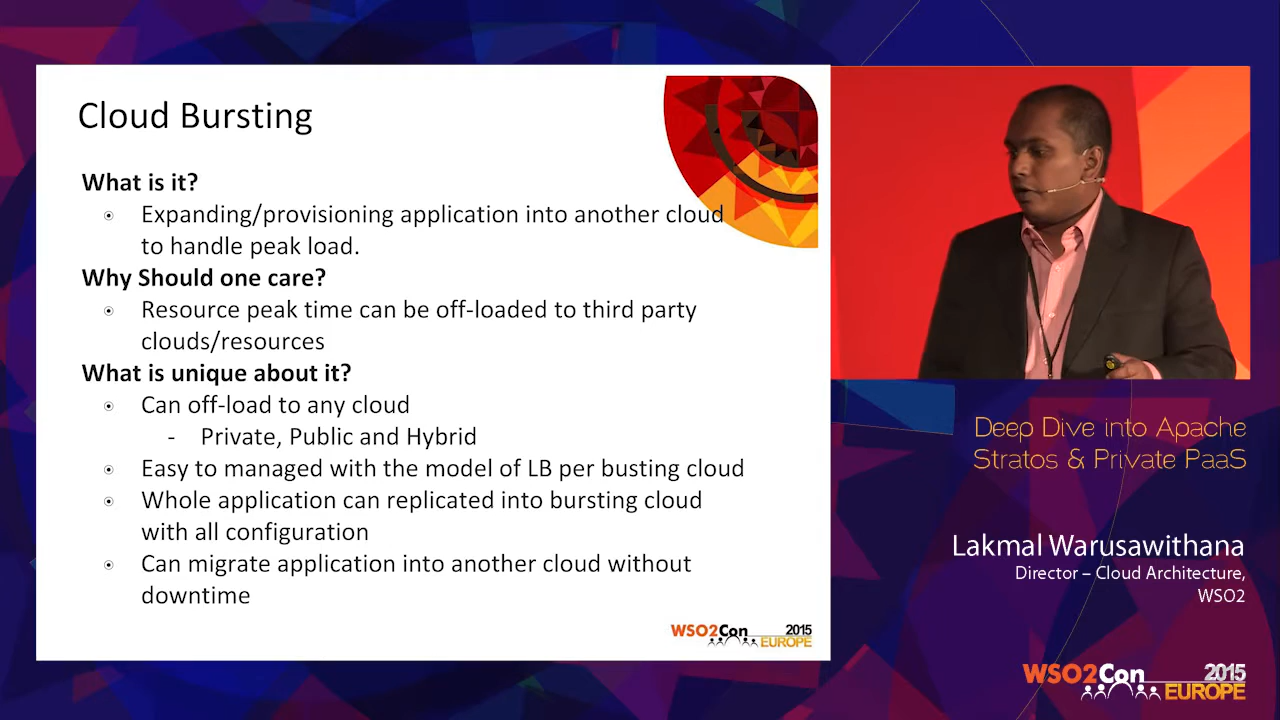 Cloud Bursting
What is it?
Expanding/provisioning application into another cloud
to handle peak load.
Why Should one care?
Resource peak time can be off-loaded to third party
clouds/resources
What is unique about it?
Can off-load to any cloud
- Private, Public and Hybrid
Easy to managed with the model of LB per busting cloud
Whole application can replicated into bursting cloud
with all configuration
Can migrate application into another cloud without
downtime
WSO2Con 2015
EUROPE
Deep Dive into Apache
Stratos & Private PaaS
Lakmal Warusawithana
Director – Cloud Architecture,
WSO2
WSO2Con 2015
EUROPE